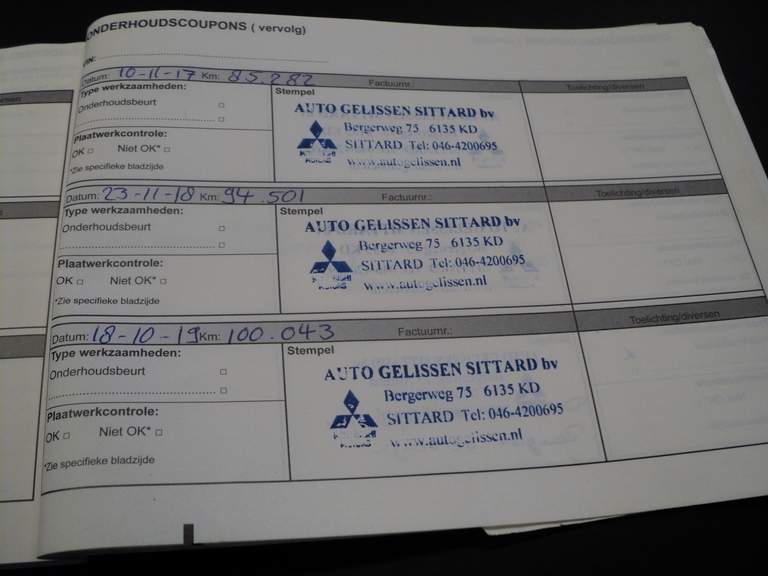 ONDERHOUDSCOUPONS ( vervolg)
Datum: 10-11-17 Km: 85.282 Factuurnr.: Toelichting/diversen
Type werkzaamheden:
Onderhoudsbeurt
Plaatwerkcontrole:
OK Niet OK*
*Zie specifieke bladzijde
Stempel
AUTO GELISSEN SITTARD bv
Bergerweg 75 6135 KD
SITTARD Tel: 046-4200695
www.autogelissen.nl
Datum: 23-11-18 Km: 94.501 Factuurnr.: Toelichting/diversen
Type werkzaamheden:
Onderhoudsbeurt
Plaatwerkcontrole:
OK Niet OK*
*Zie specifieke bladzijde
Stempel
AUTO GELISSEN SITTARD bv
Bergerweg 75 6135 KD
SITTARD Tel: 046-4200695
www.autogelissen.nl
Datum: 18-10-19 Km: 100.043 Factuurnr.: Toelichting/diversen
Type werkzaamheden:
Onderhoudsbeurt
Plaatwerkcontrole:
OK Niet OK*
*Zie specifieke bladzijde
Stempel
AUTO GELISSEN SITTARD bv
Bergerweg 75 6135 KD
SITTARD Tel: 046-4200695
www.autogelissen.nl